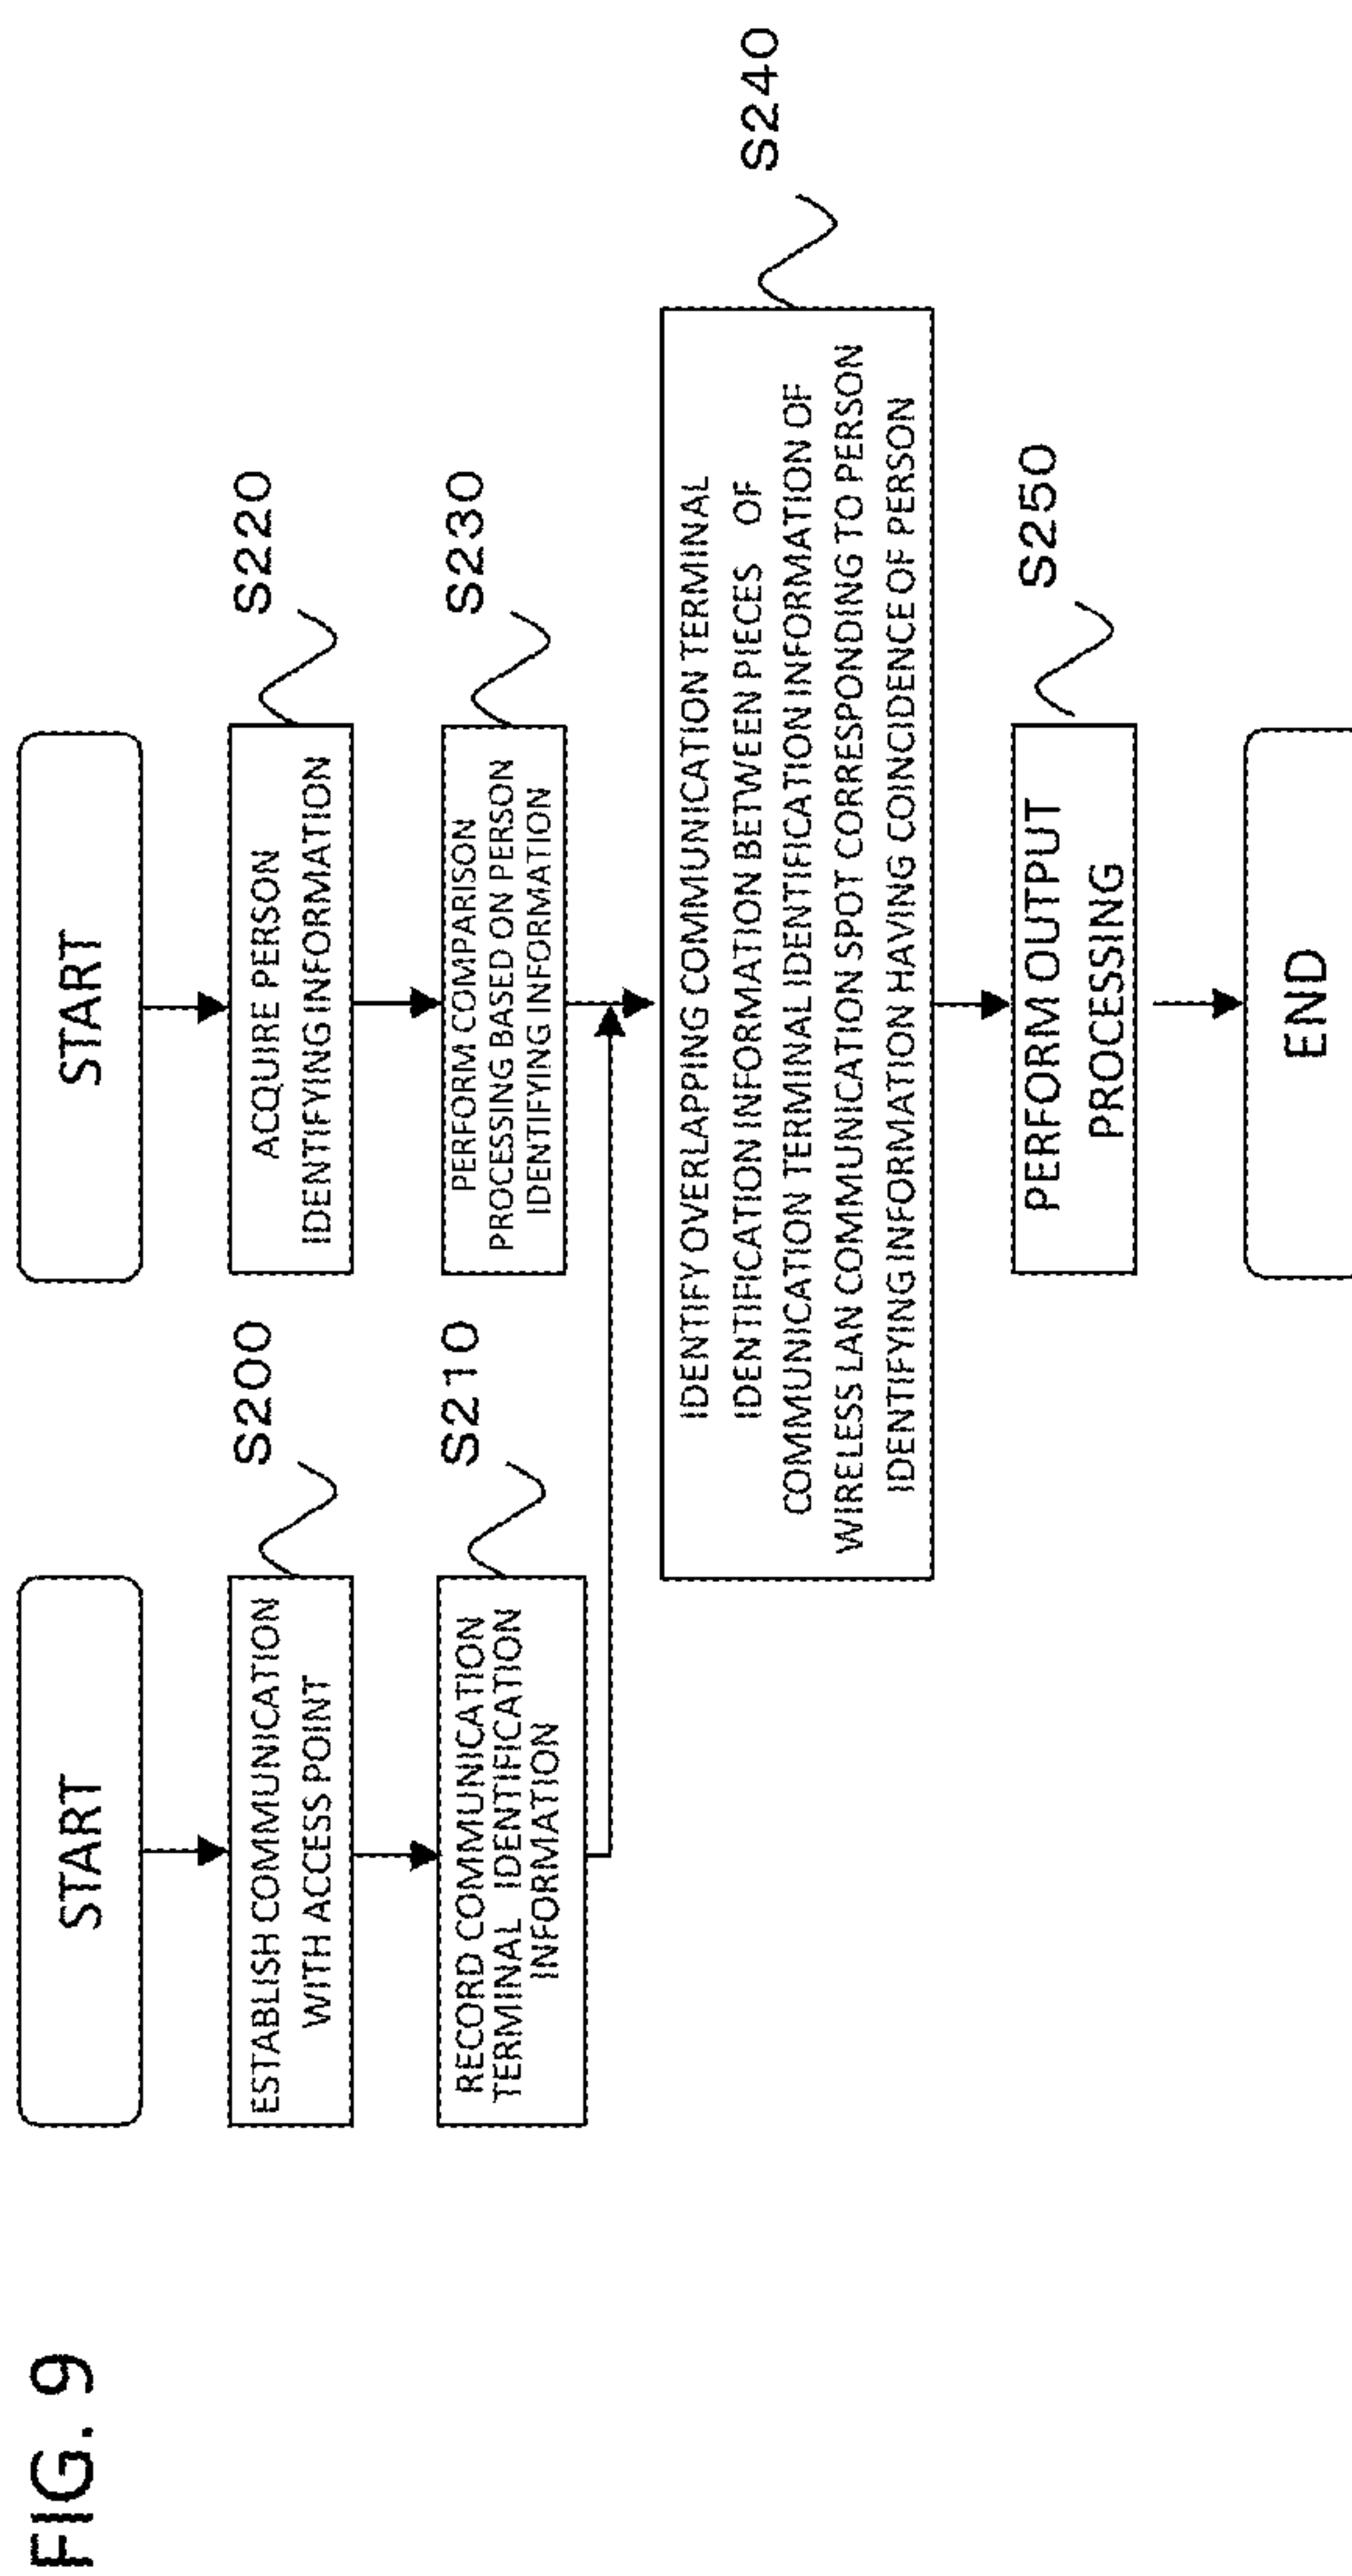 FIG. 9
START
ESTABLISH COMMUNICATION
WITH ACCESS POINT
S200
RECORD COMMUNICATION
TERMINAL IDENTIFICATION
INFORMATION
S210
START
ACQUIRE PERSON
IDENTIFYING INFORMATION
S220
PERFORM COMPARISON
PROCESSING BASED ON PERSON
IDENTIFYING INFORMATION
S230
IDENTIFY OVERLAPPING COMMUNICATION TERMINAL
IDENTIFICATION INFORMATION BETWEEN PIECES OF
COMMUNICATION TERMINAL IDENTIFICATION INFORMATION OF
WIRELESS LAN COMMUNICATION SPOT CORRESPONDING TO PERSON
IDENTIFYING INFORMATION HAVING COINCIDENCE OF PERSON
S240
PERFORM OUTPUT
PROCESSING
S250
END